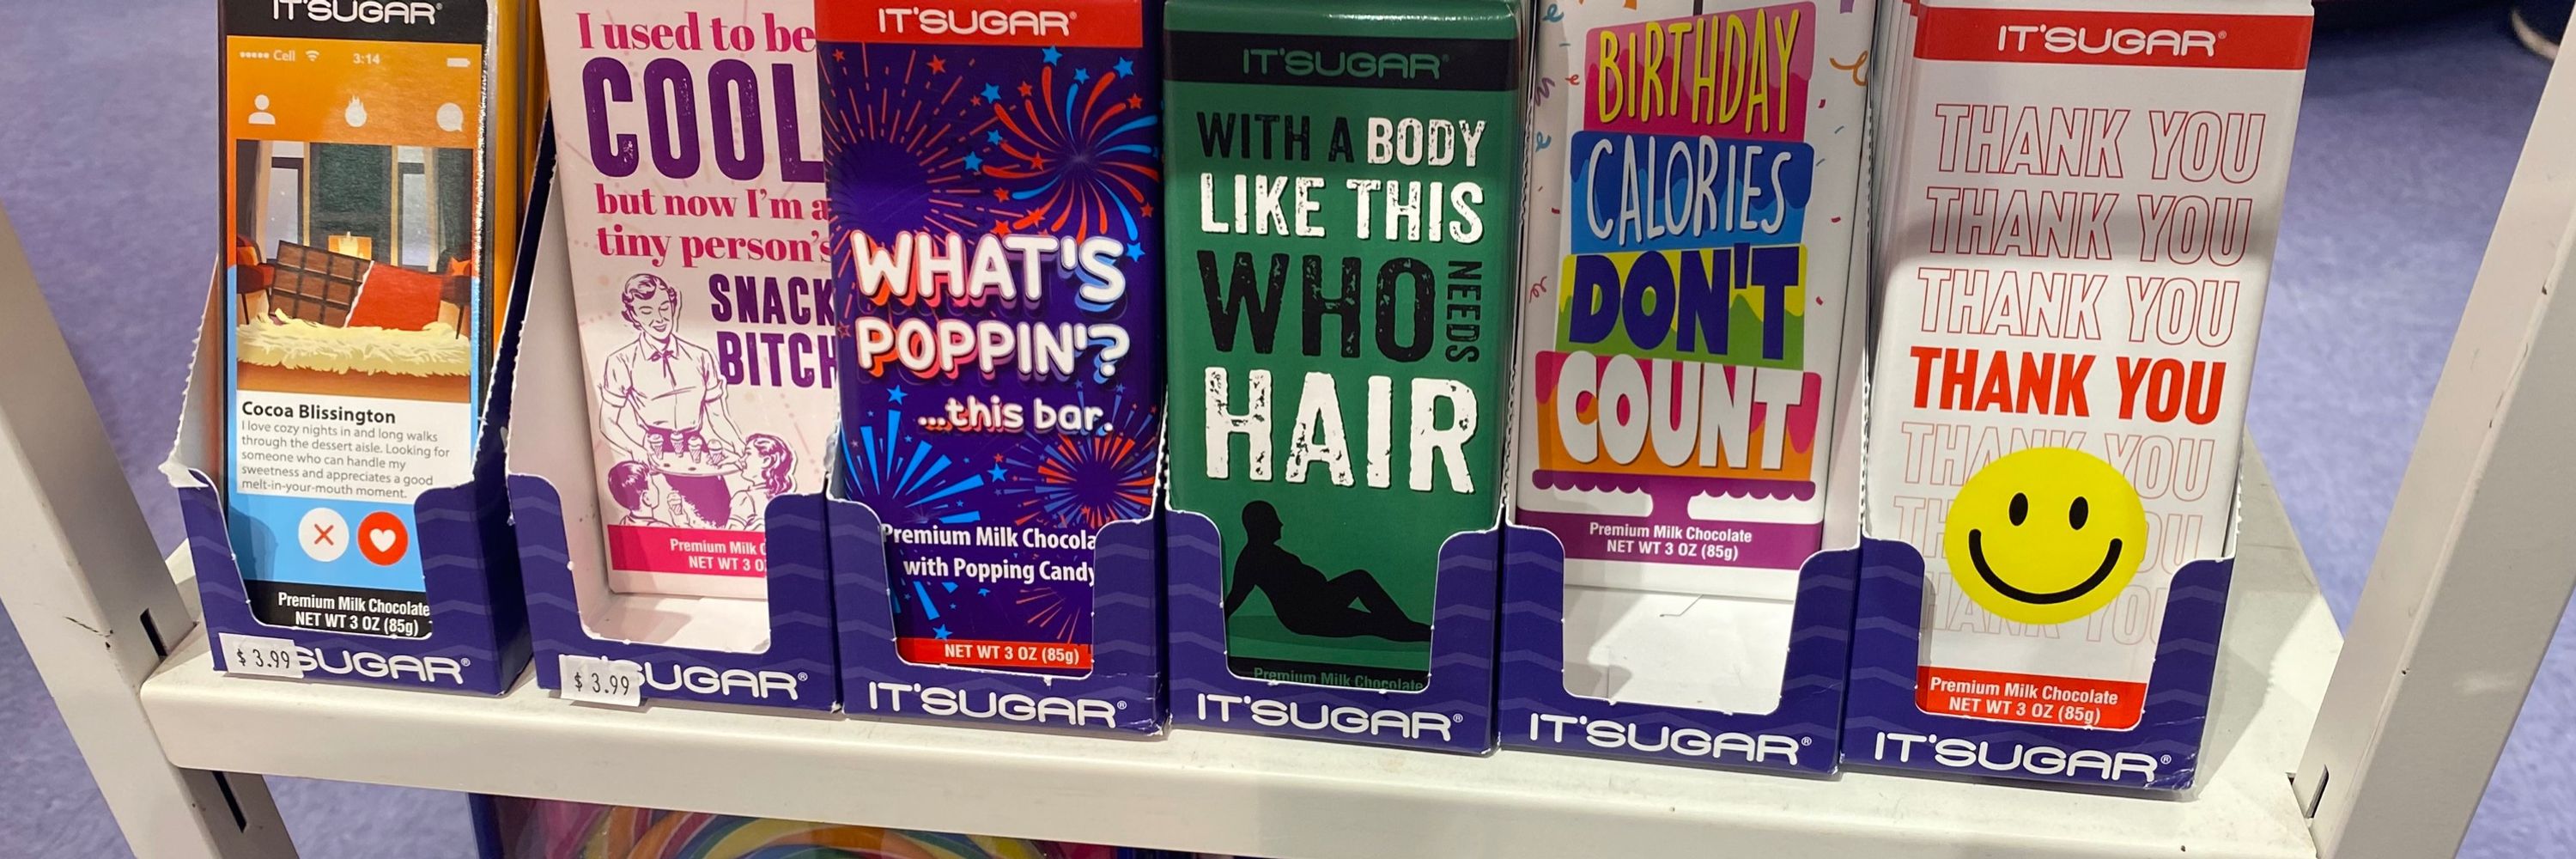 IT'SUGAR®
Cell 3:14
Cocoa Blissington
I love cozy nights in and long walks
through the dessert aisle. Looking for
someone who can handle my
sweetness and appreciates a good
melt-in-your-mouth moment.
Premium Milk Chocolate
NET WT 3 OZ (85g)
$ 3.99
SUGAR®
I used to be
COOL
but now I'm a
tiny person's
SNACK
BITCH
Premium Milk
NET WT 3 O
$ 3.99
SUGAR®
IT'SUGAR®
WHAT'S
POPPIN'?
...this bar.
Premium Milk Chocola
with Popping Candy
NET WT 3 OZ (85g)
IT'SUGAR®
IT'SUGAR®
WITH A BODY
LIKE THIS
WHO NEEDS
HAIR
Premium Milk Chocolate
IT'SUGAR®
BIRTHDAY
CALORIES
DON'T
COUNT
Premium Milk Chocolate
NET WT 3 OZ (85g)
IT'SUGAR®
IT'SUGAR®
THANK YOU
THANK YOU
THANK YOU
THANK YOU
THANK YOU
TH OU
HANK YOU
Premium Milk Chocolate
NET WT 3 OZ (85g)
IT'SUGAR®